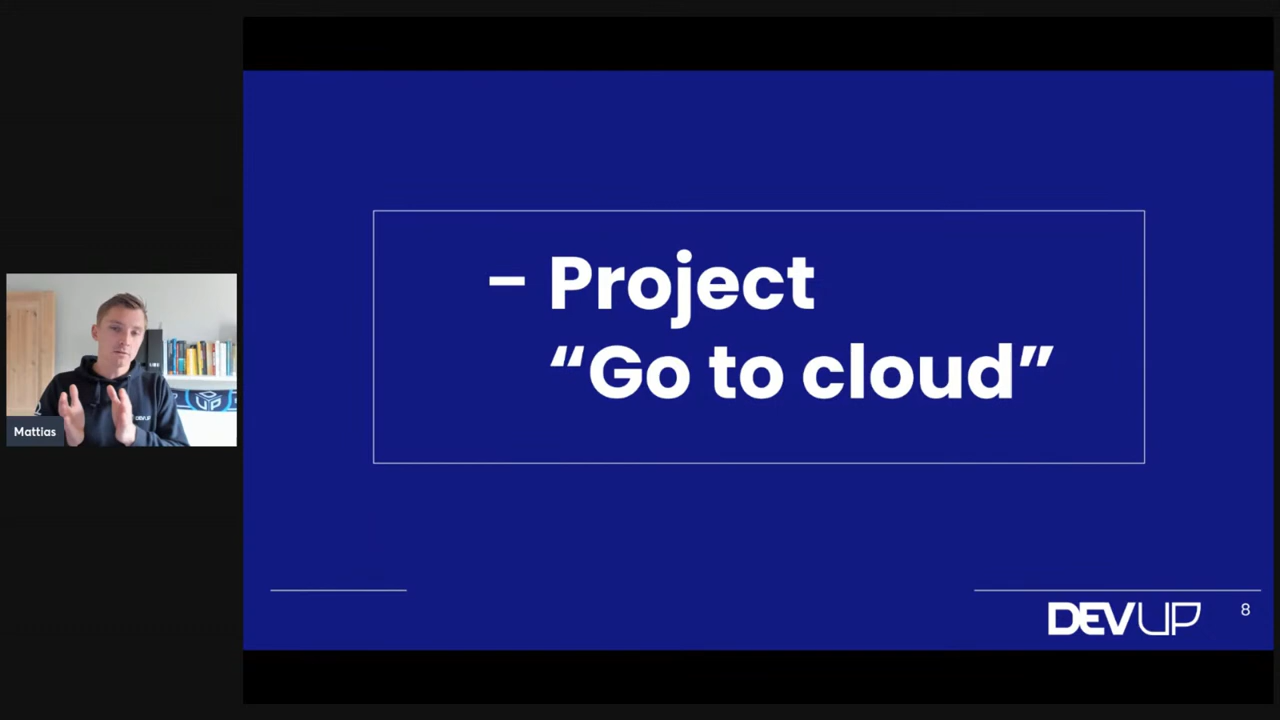 – Project
“Go to cloud”
Mattias
DEVUP
8